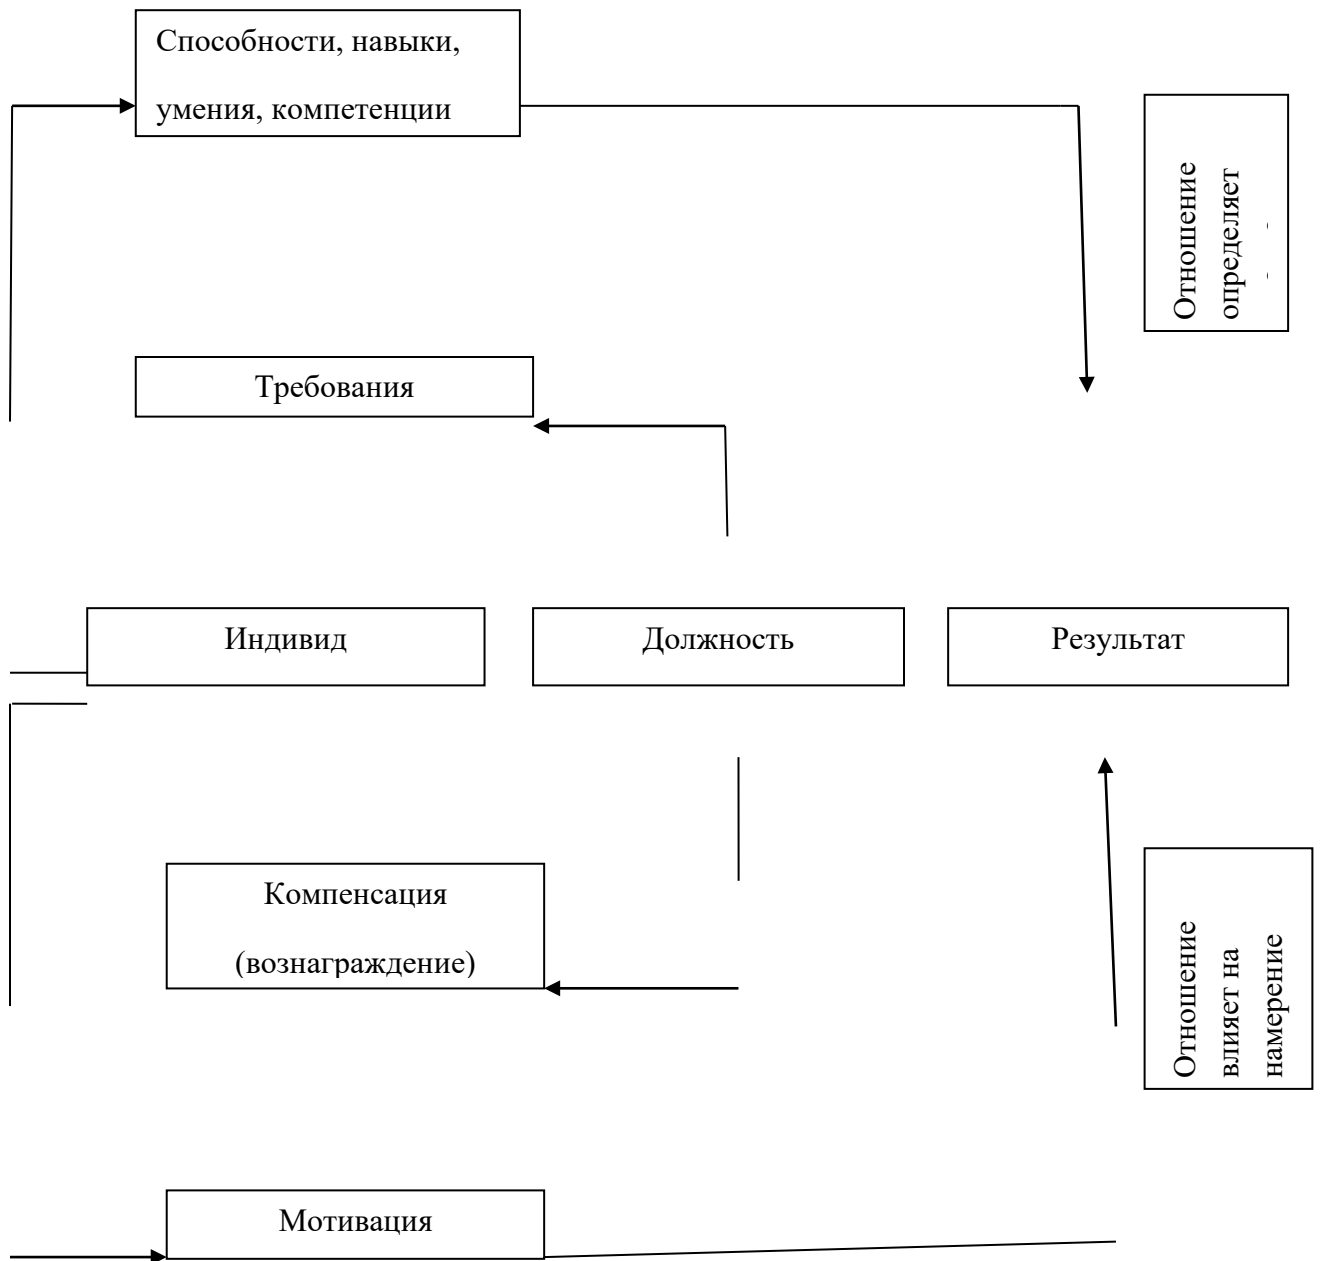 Способности, навыки,
умения, компетенции
Отношение
определяет
Требования
Индивид
Должность
Результат
Компенсация
(вознаграждение)
Отношение
влияет на
намерение
Мотивация